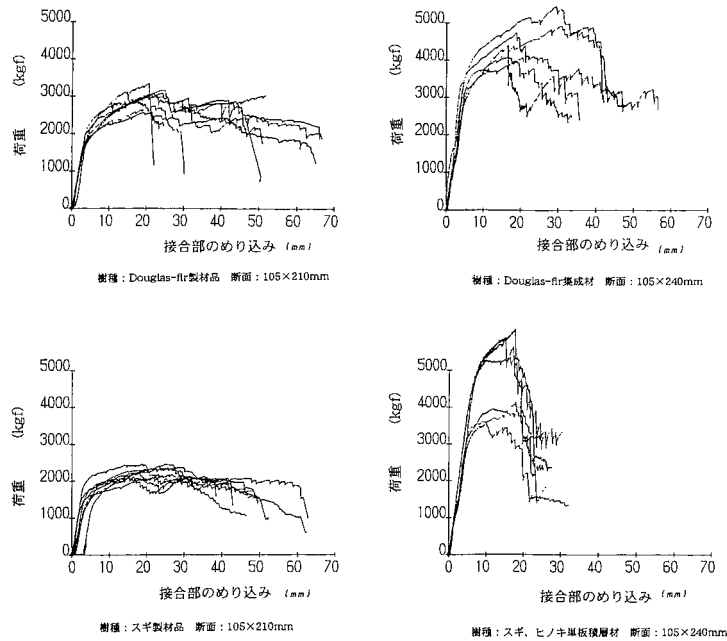 5000
4000
3000
2000
1000
0
荷重 (kgf)
0 10 20 30 40 50 60 70
接合部のめり込み (mm)
樹種：Douglas-fir製材品 断面：105×210mm
5000
4000
3000
2000
1000
0
荷重 (kgf)
0 10 20 30 40 50 60 70
接合部のめり込み (mm)
樹種：Douglas-fir集成材 断面：105×240mm
5000
4000
3000
2000
1000
0
荷重 (kgf)
0 10 20 30 40 50 60 70
接合部のめり込み (mm)
樹種：スギ製材品 断面：105×210mm
5000
4000
3000
2000
1000
0
荷重 (kgf)
0 10 20 30 40 50 60 70
接合部のめり込み (mm)
樹種：スギ、ヒノキ単板積層材 断面：105×240mm